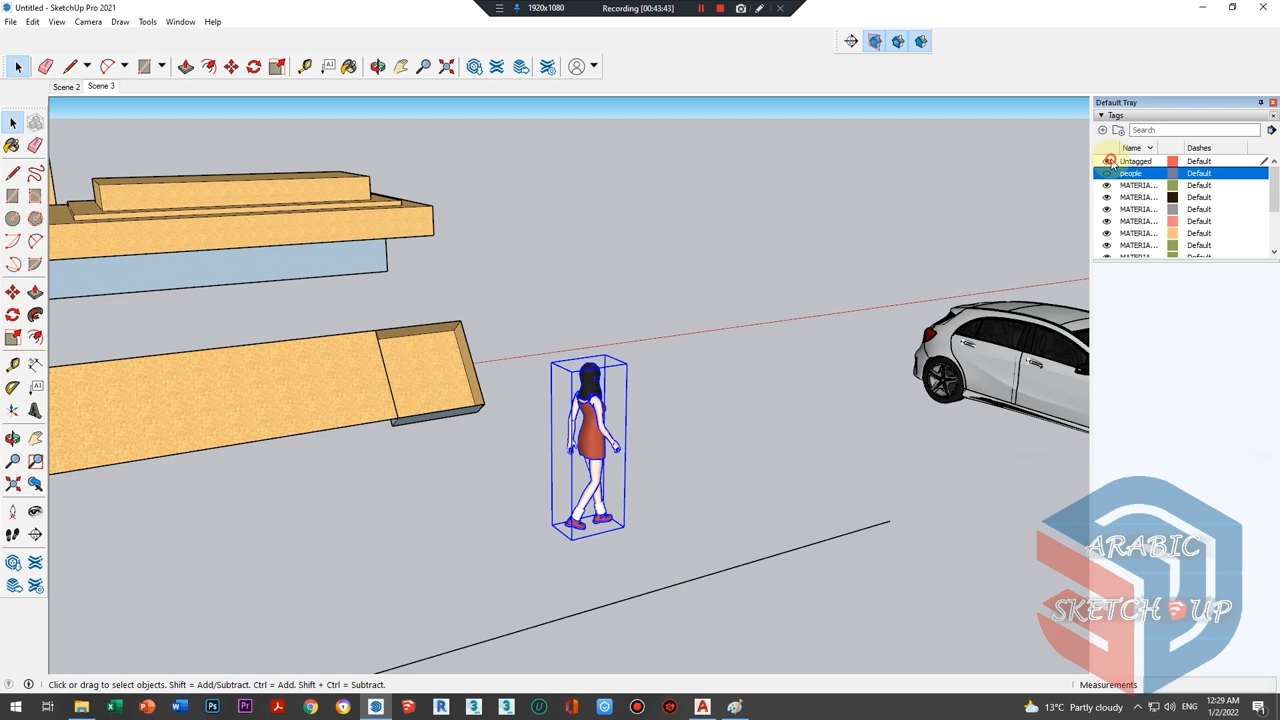 Untitled - SketchUp Pro 2021
1920x1080
Recording [00:43:43]
File Edit View Camera Draw Tools Window Help
Scene 2 Scene 3
Default Tray
Tags
Search
Name Dashes
Untagged Default
people Default
MATERIA... Default
MATERIA... Default
MATERIA... Default
MATERIA... Default
MATERIA... Default
MATERIA... Default
ARABIC
SKETCH UP
Click or drag to select objects. Shift = Add/Subtract. Ctrl = Add. Shift + Ctrl = Subtract.
Measurements
13°C Partly cloudy
ENG
12:29 AM
1/2/2022